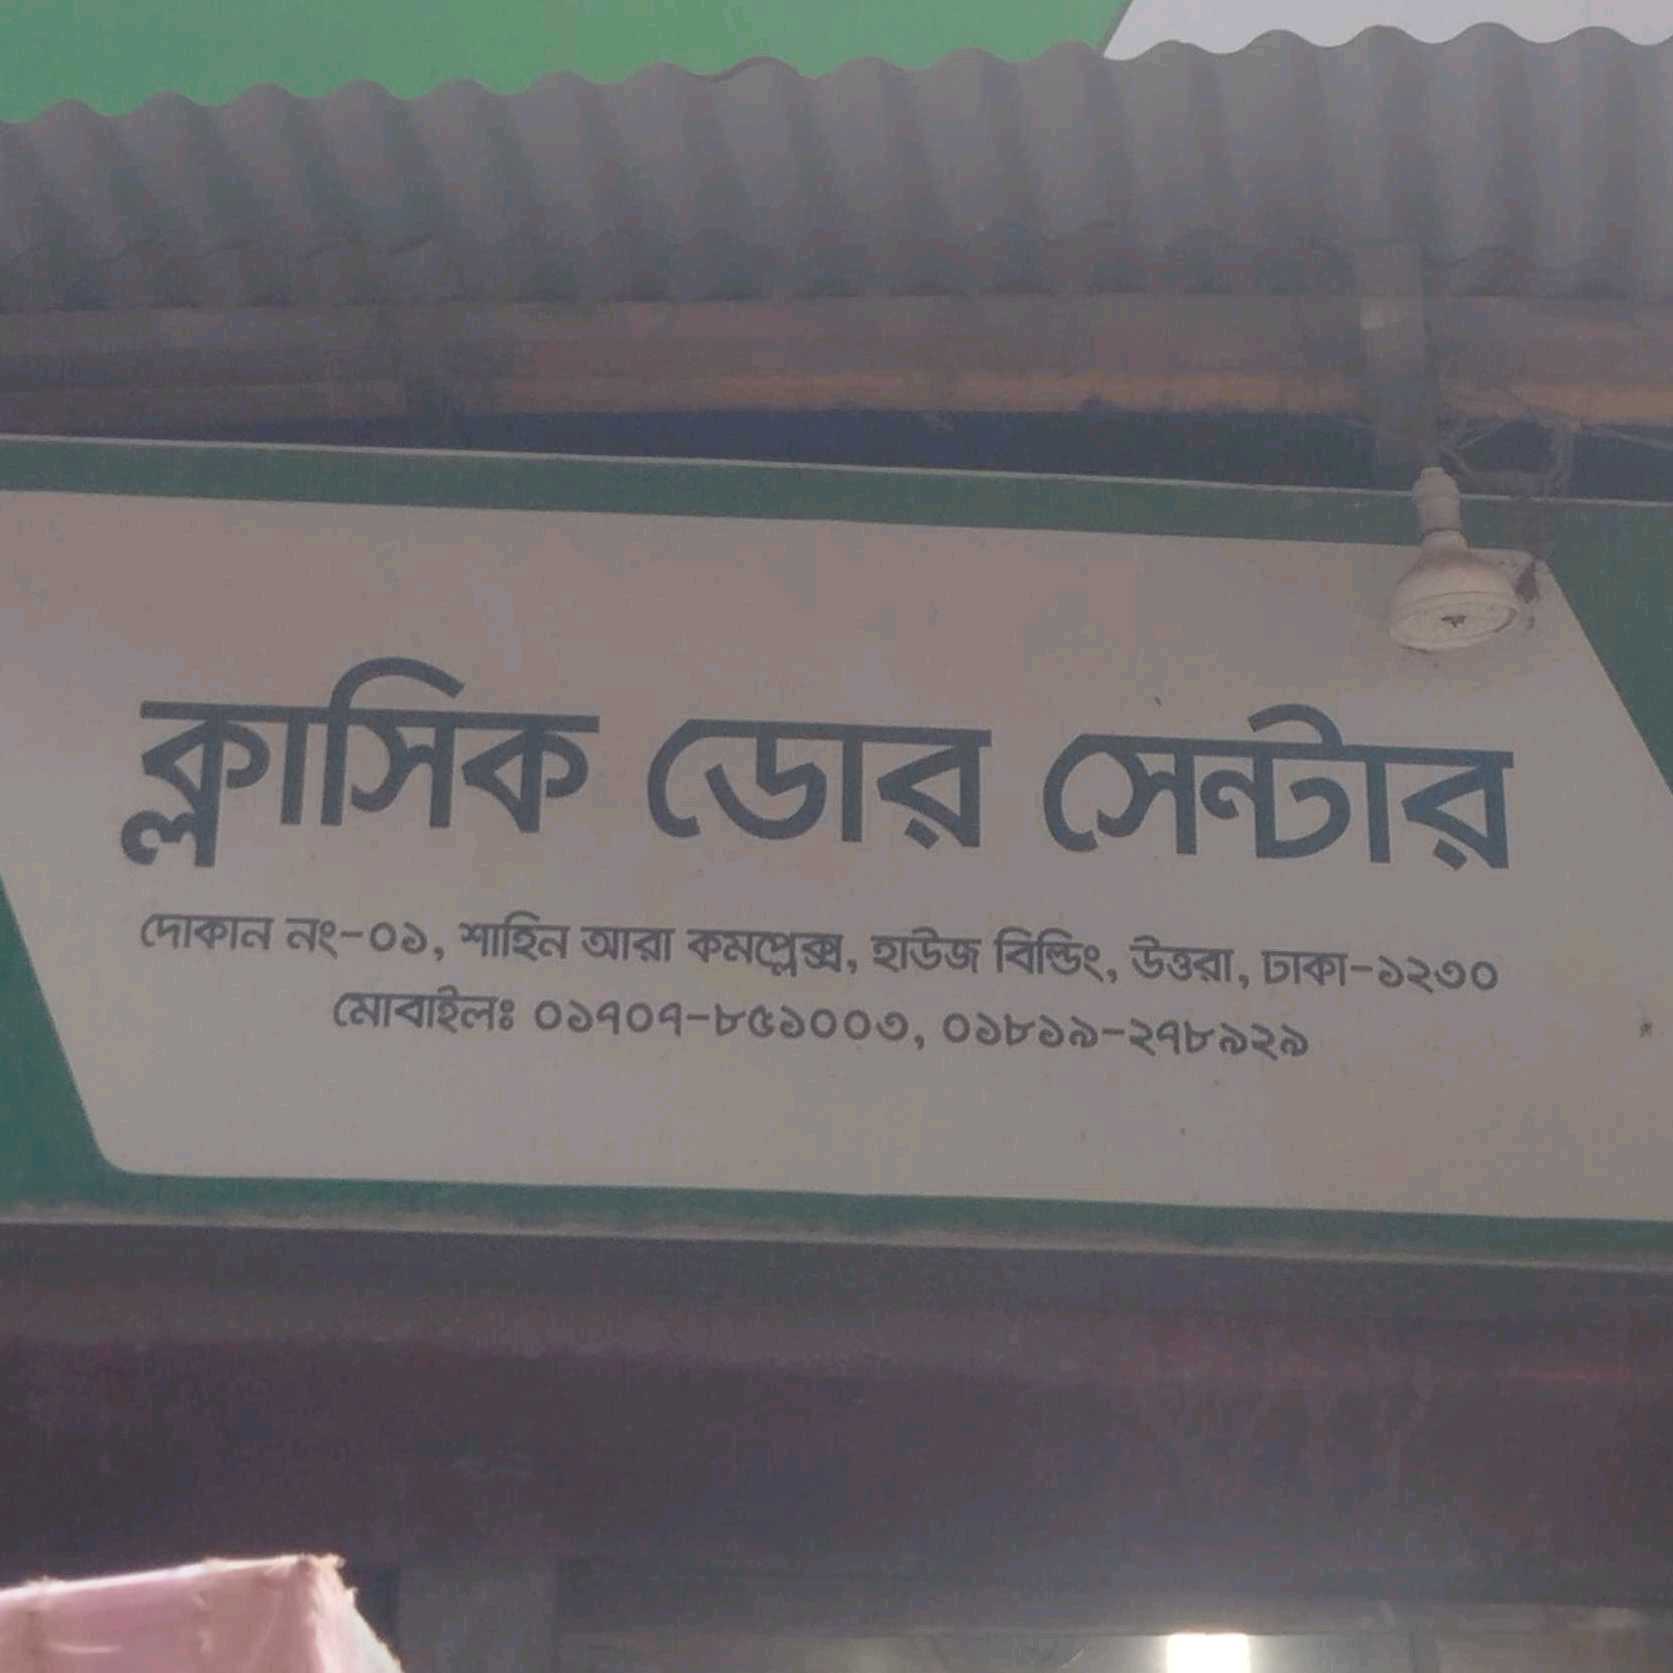 ক্লাসিক ডোর সেন্টার
দোকান নং-০১, শাহিন আরা কমপ্লেক্স, হাউজ বিল্ডিং, উত্তরা, ঢাকা-১২৩০
মোবাইলঃ ০১৭০৭-৮৫১০০৩, ০১৮১৯-২৭৮৯২৯